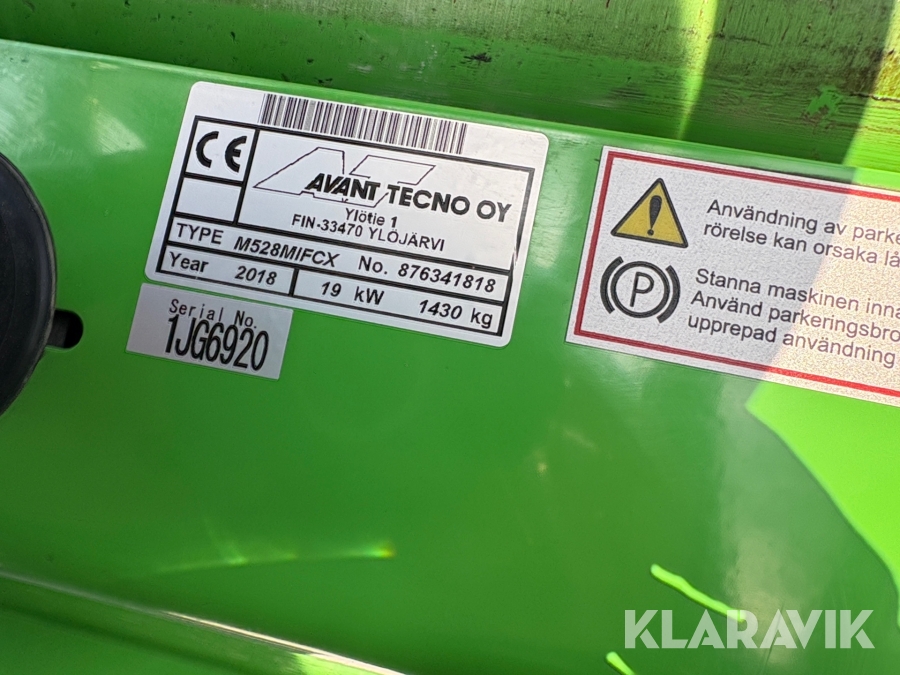 CE
AVANT TECNO OY
Ylötie 1
FIN-33470 YLÖJÄRVI
TYPE M528MIFCX No. 876341818
Year 2018 19 kW 1430 kg
Serial No.
1JG6920
Användning av parke
rörelse kan orsaka lå
P
Stanna maskinen inna
Använd parkeringsbro
upprepad användning
KLARAVIK